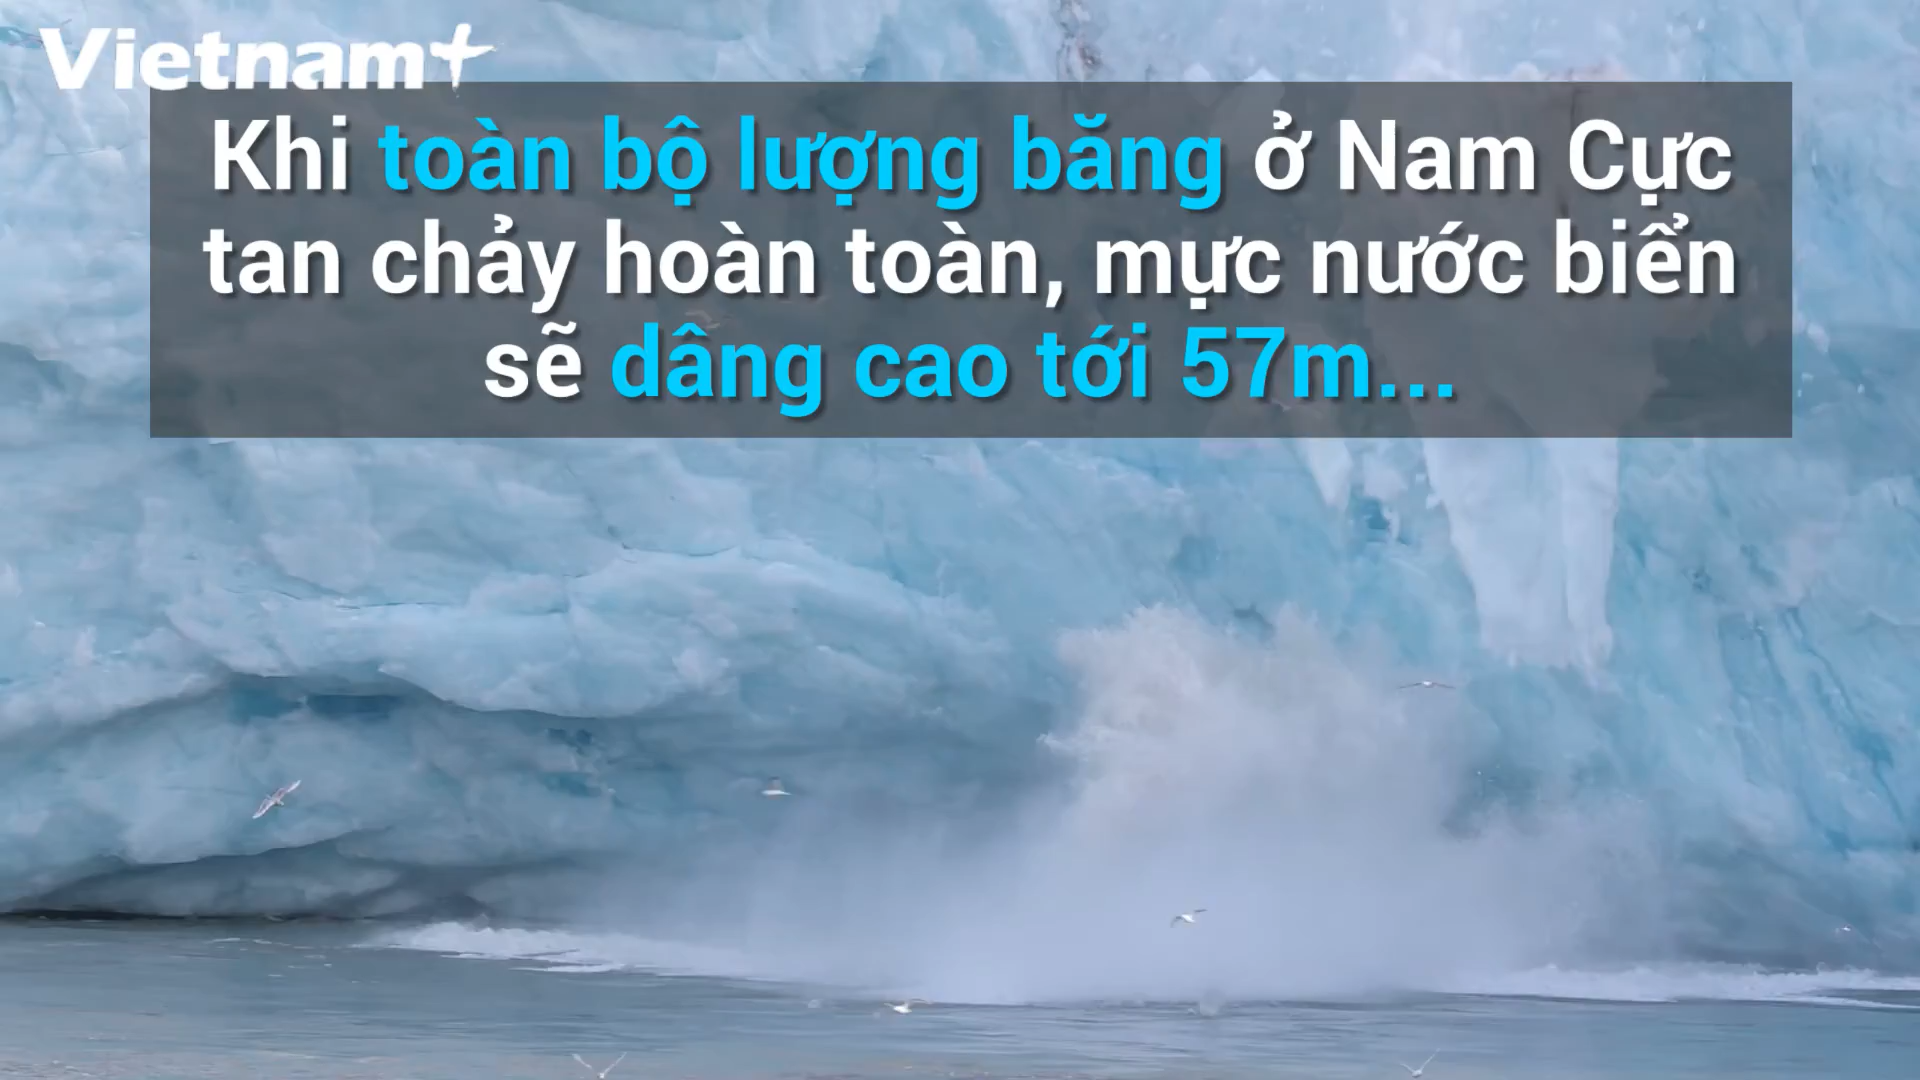 Vietnam+
Khi toàn bộ lượng băng ở Nam Cực
tan chảy hoàn toàn, mực nước biển
sẽ dâng cao tới 57m...